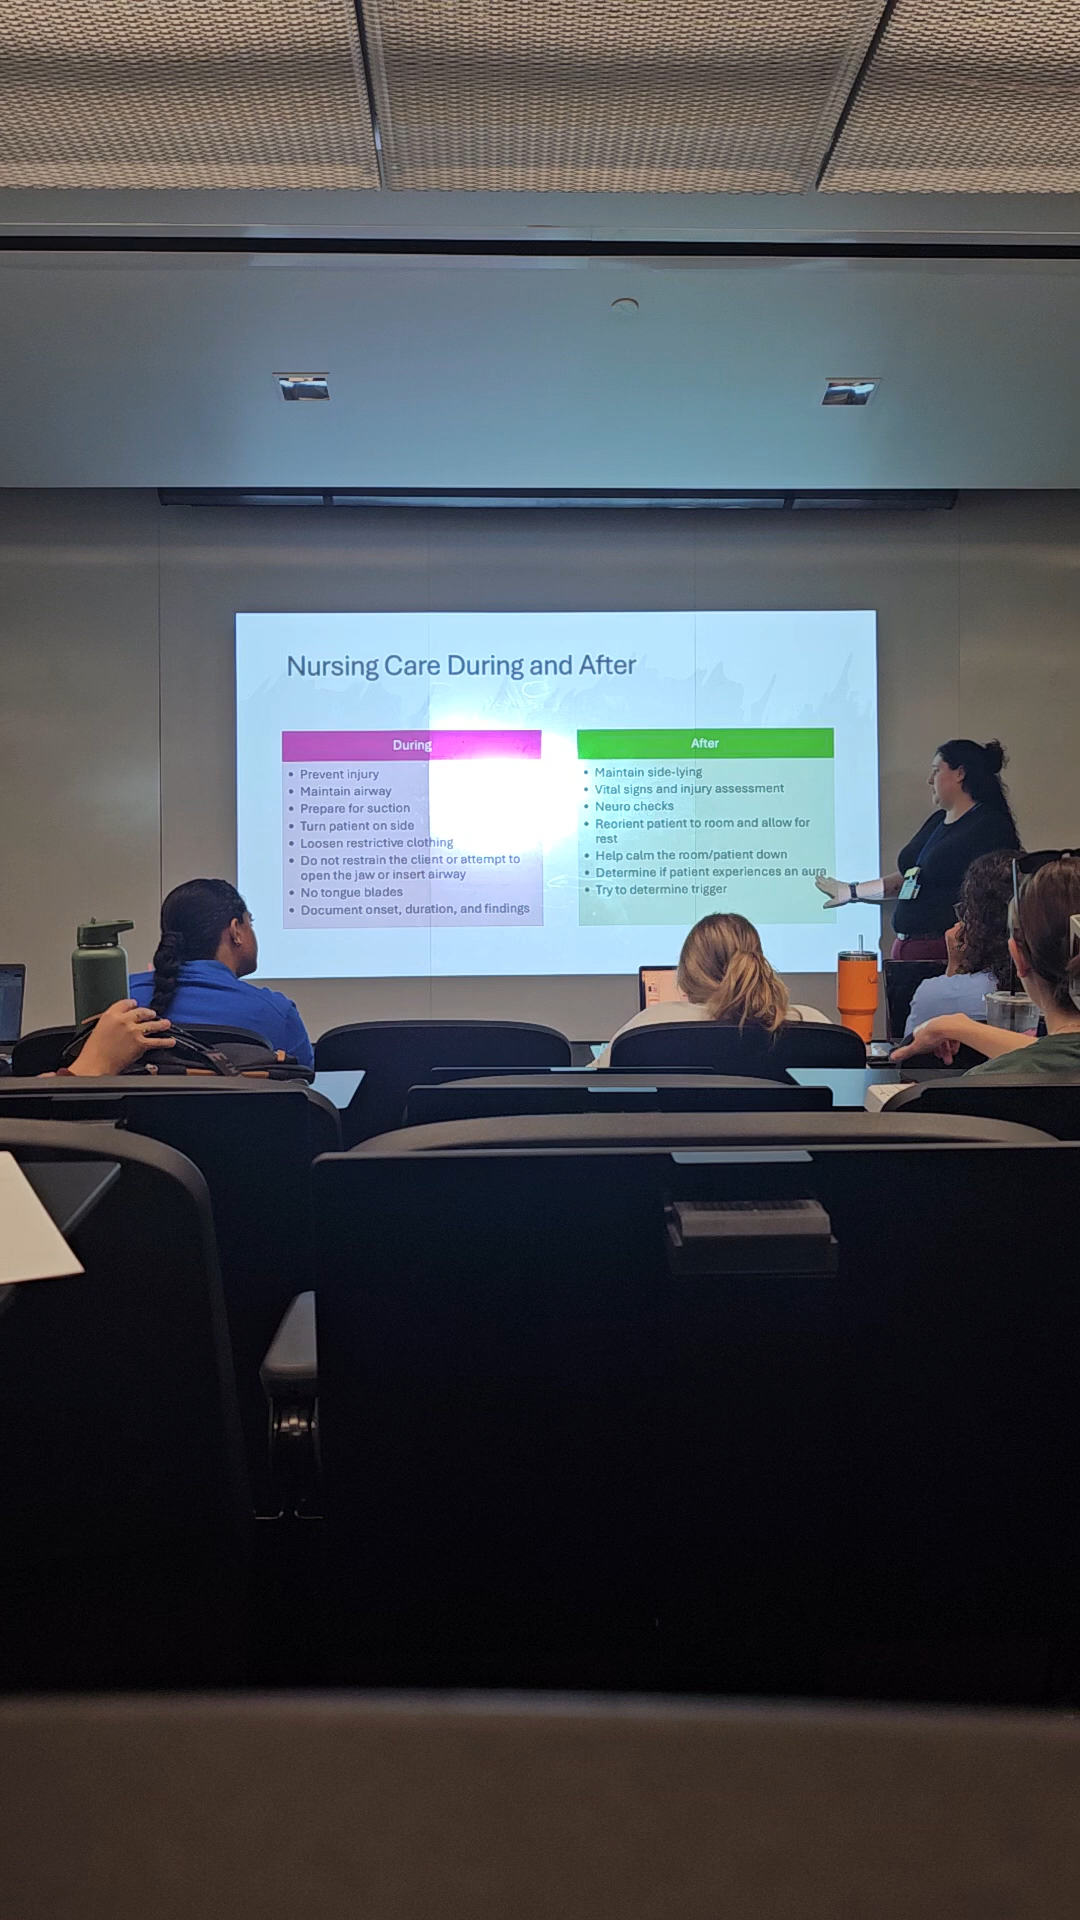 Nursing Care During and After
During
• Prevent injury
• Maintain airway
• Prepare for suction
• Turn patient on side
• Loosen restrictive clothing
• Do not restrain the client or attempt to
open the jaw or insert airway
• No tongue blades
• Document onset, duration, and findings
After
• Maintain side-lying
• Vital signs and injury assessment
• Neuro checks
• Reorient patient to room and allow for
rest
• Help calm the room/patient down
• Determine if patient experiences an aura
• Try to determine trigger